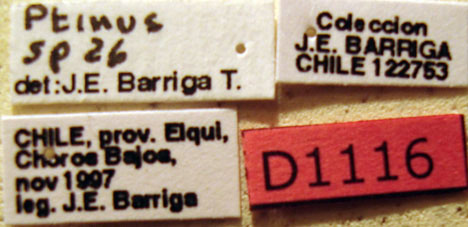 Ptinus
sp 26
det:J.E. Barriga T.
Coleccion
J.E. BARRIGA
CHILE 122753
CHILE, prov. Elqui,
Choros Bajos,
nov 1997
leg. J.E. Barriga
D1116